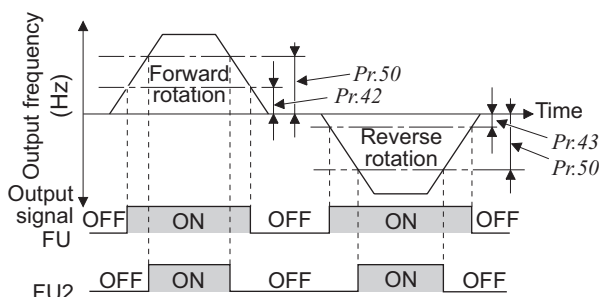 Output frequency
(Hz)
Forward
rotation
Pr.50
Pr.42
Time
Pr.43
Pr.50
Reverse
rotation
Output
signal
FU
OFF ON OFF ON OFF
FU2
OFF ON OFF ON OFF